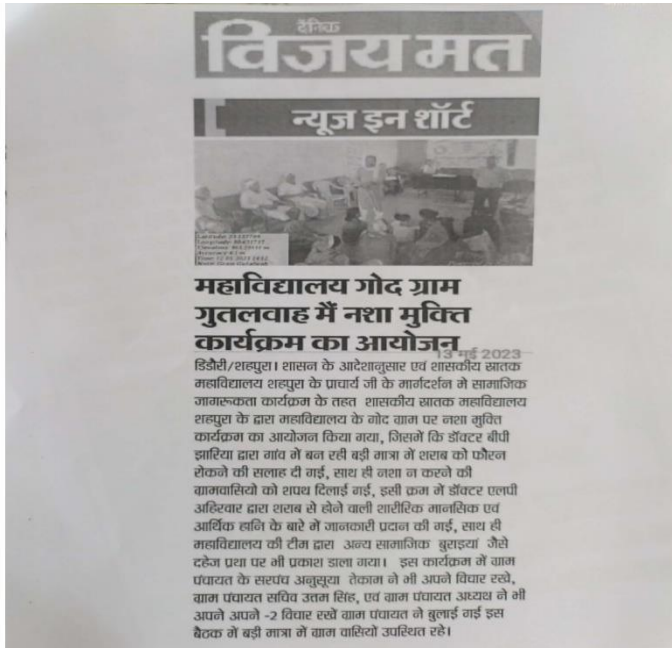 दैनिक
विजय मत
न्यूज इन शॉर्ट
महाविद्यालय गोद ग्राम
गुतलवाह मैं नशा मुक्ति
कार्यक्रम का आयोजन
13 मई 2023
डिंडौरी/शहपुरा। शासन के आदेशानुसार एवं शासकीय स्नातक
महाविद्यालय शहपुरा के प्राचार्य जी के मार्गदर्शन मे सामाजिक
जागरूकता कार्यक्रम के तहत शासकीय स्नातक महाविद्यालय
शहपुरा के द्वारा महाविद्यालय के गोद ग्राम पर नशा मुक्ति
कार्यक्रम का आयोजन किया गया, जिसमें कि डॉक्टर बीपी
झारिया द्वारा गांव में बन रही बड़ी मात्रा में शराब को फौरन
रोकने की सलाह दी गई, साथ ही नशा न करने की
ग्रामवासियों को शपथ दिलाई गई, इसी क्रम में डॉक्टर एलपी
अहिरवार द्वारा शराब से होने वाली शारीरिक मानसिक एवं
आर्थिक हानि के बारे में जानकारी प्रदान की गई, साथ ही
महाविद्यालय की टीम द्वारा अन्य सामाजिक बुराइयां जैसे
दहेज प्रथा पर भी प्रकाश डाला गया। इस कार्यक्रम में ग्राम
पंचायत के सरपंच अनुसूया तेकाम ने भी अपने विचार रखे,
ग्राम पंचायत सचिव उत्तम सिंह, एवं ग्राम पंचायत अध्यक्ष ने भी
अपने अपने -2 विचार रखें ग्राम पंचायत ने बुलाई गई इस
बैठक में बड़ी मात्रा में ग्राम वासियों उपस्थित रहे।